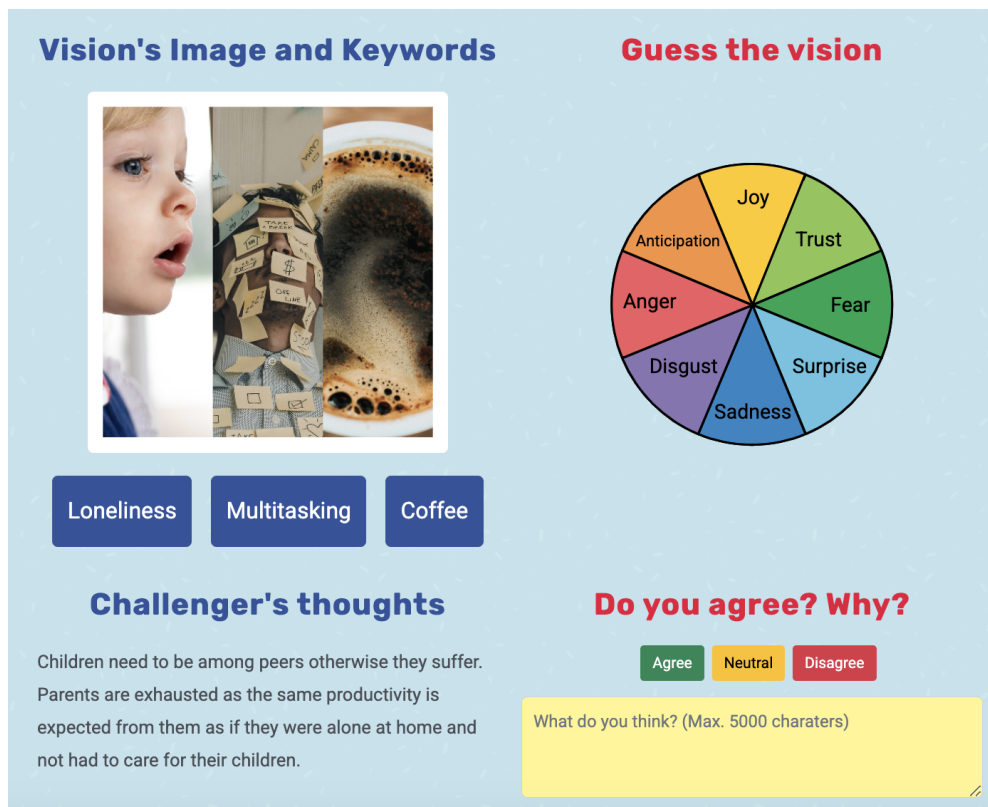 Vision's Image and Keywords
Guess the vision
TAKE
$
OFF
LINE
Joy
Trust
Fear
Surprise
Sadness
Disgust
Anger
Anticipation
Loneliness
Multitasking
Coffee
Challenger's thoughts
Children need to be among peers otherwise they suffer.
Parents are exhausted as the same productivity is
expected from them as if they were alone at home and
not had to care for their children.
Do you agree? Why?
Agree
Neutral
Disagree
What do you think? (Max. 5000 charaters)